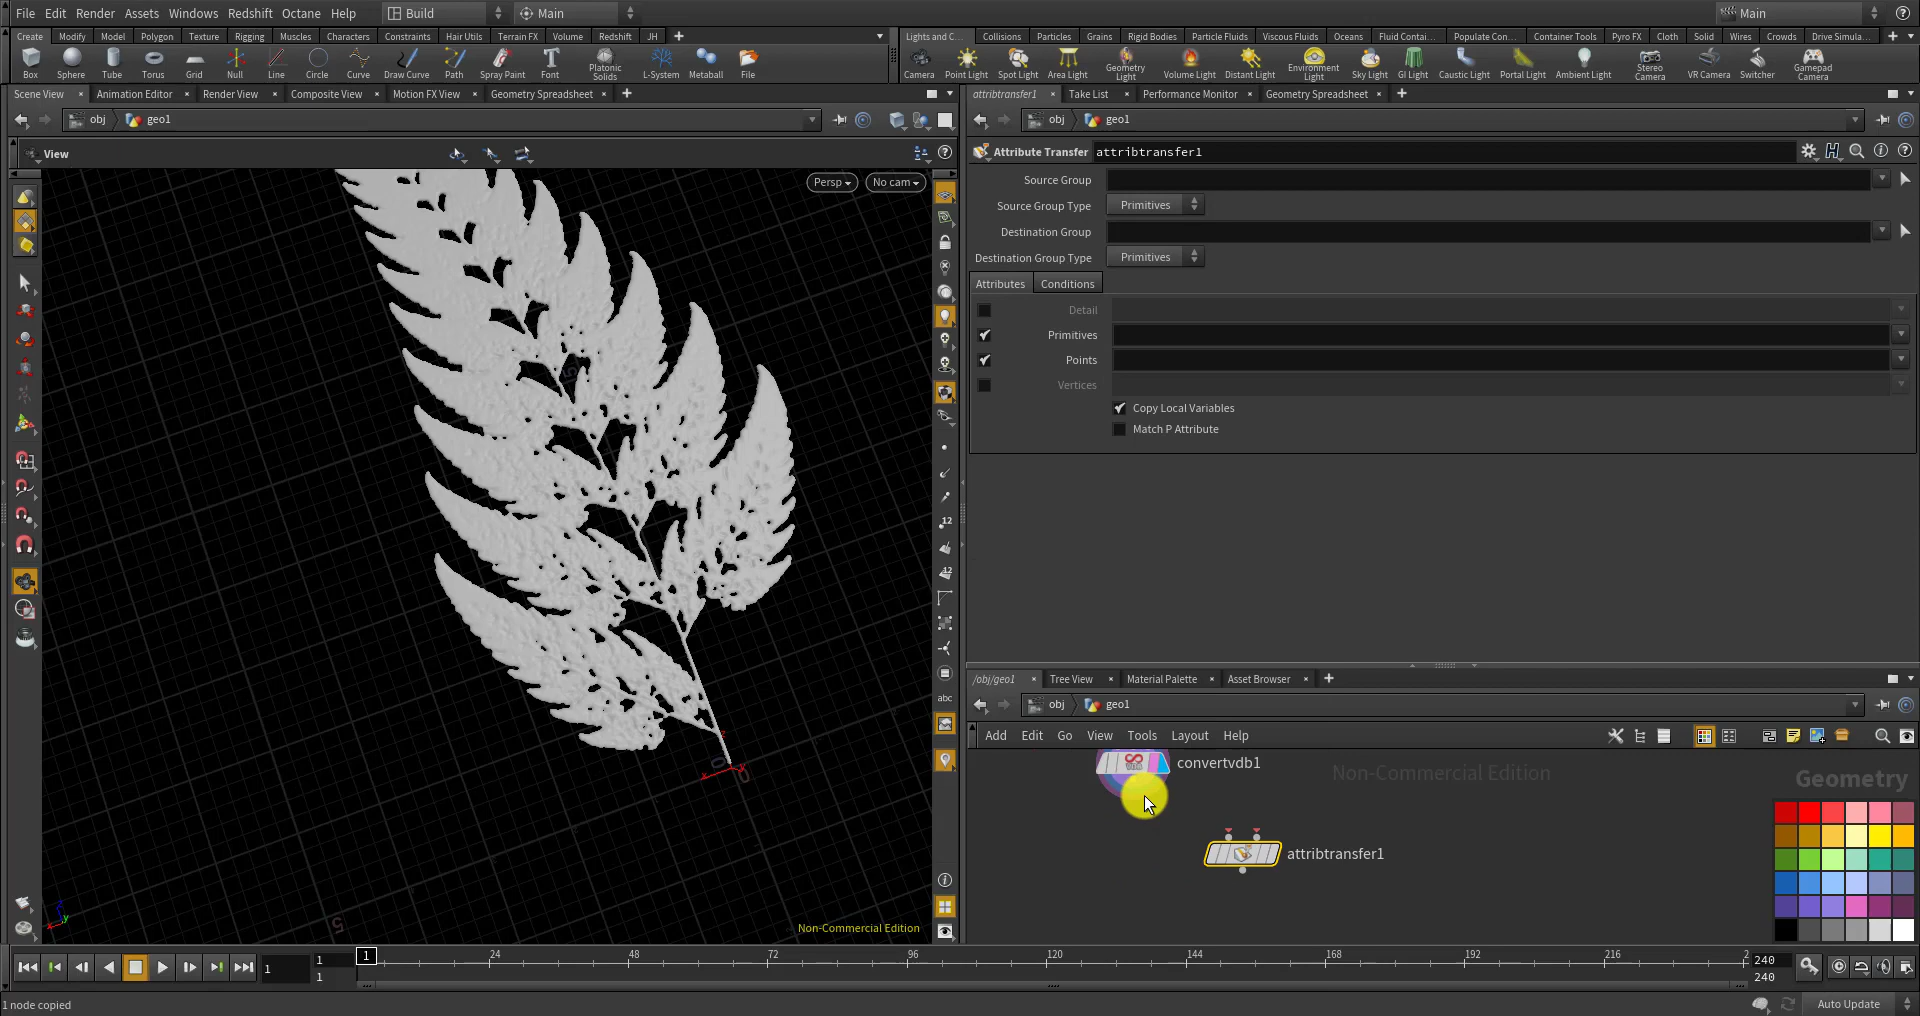 File Edit Render Assets Windows Redshift Octane Help Build Main Main
Create Modify Model Polygon Texture Rigging Muscles Characters Constraints Hair Utils Terrain FX Volume Redshift JH
Lights and C... Collisions Particles Grains Rigid Bodies Particle Fluids Viscous Fluids Oceans Fluid Contai... Populate Con... Container Tools Pyro FX Cloth Solid Wires Crowds Drive Simula...
Box Sphere Tube Torus Grid Null Line Circle Curve Draw Curve Path Spray Paint Font Platonic Solids L-System Metaball File
Camera Point Light Spot Light Area Light Geometry Light Volume Light Distant Light Environment Light Sky Light GI Light Caustic Light Portal Light Ambient Light Stereo Camera VR Camera Switcher Gamepad Camera
Scene View Animation Editor Render View Composite View Motion FX View Geometry Spreadsheet
attribtransfer1 Take List Performance Monitor Geometry Spreadsheet
obj geo1
obj geo1
View
Persp No cam
Attribute Transfer attribtransfer1
Source Group
Source Group Type Primitives
Destination Group
Destination Group Type Primitives
Attributes Conditions
Detail
Primitives
Points
Vertices
Copy Local Variables
Match P Attribute
12
12
abc
5
Non-Commercial Edition
/obj/geo1 Tree View Material Palette Asset Browser
obj geo1
Add Edit Go View Tools Layout Help
convertvdb1
Non-Commercial Edition
Geometry
attribtransfer1
1 1 1 1 24 48 72 96 120 144 168 192 216 2 240 240
1 node copied
Auto Update